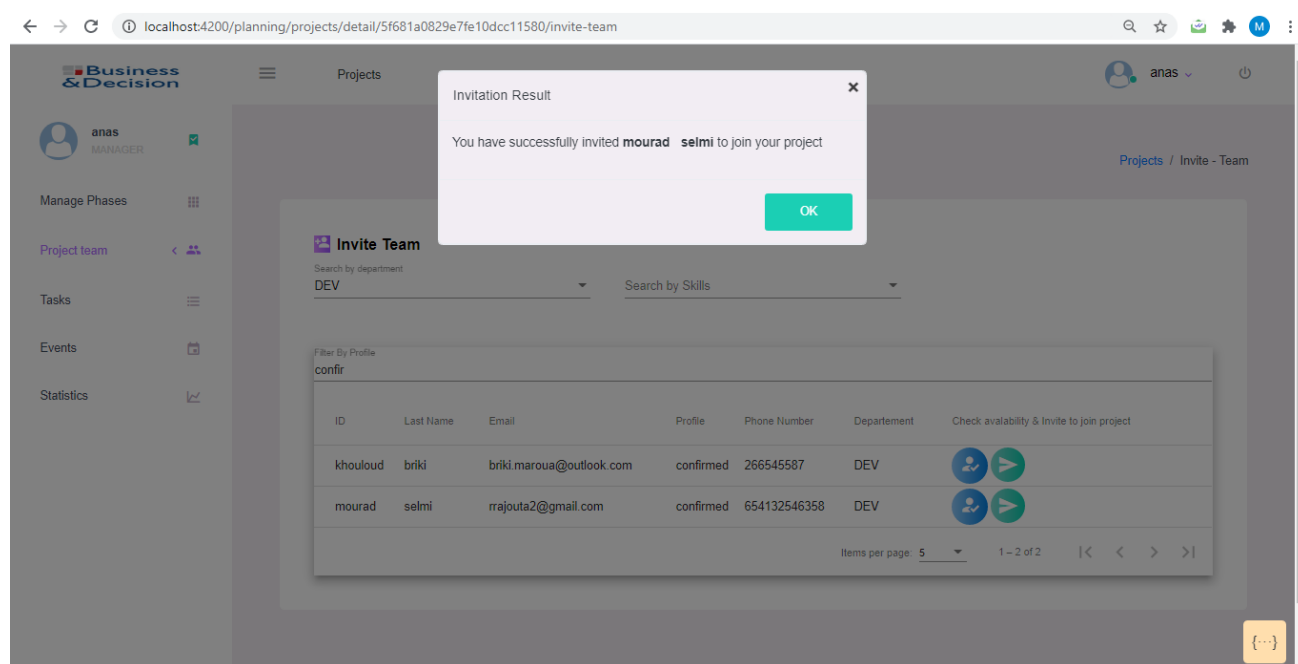 localhost:4200/planning/projects/detail/5f681a0829e7fe10dcc11580/invite-team
M
Business
&Decision
Projects
anas
anas
MANAGER
Invitation Result
You have successfully invited mourad selmi to join your project
OK
Projects / Invite - Team
Manage Phases
Project team
Tasks
Events
Statistics
Invite Team
Search by department
DEV
Search by Skills
Filter By Profile
confir
ID Last Name Email Profile Phone Number Departement Check avalability & Invite to join project
khouloud briki briki.maroua@outlook.com confirmed 266545587 DEV
mourad selmi rrajouta2@gmail.com confirmed 654132546358 DEV
Items per page: 5 1 – 2 of 2
{···}